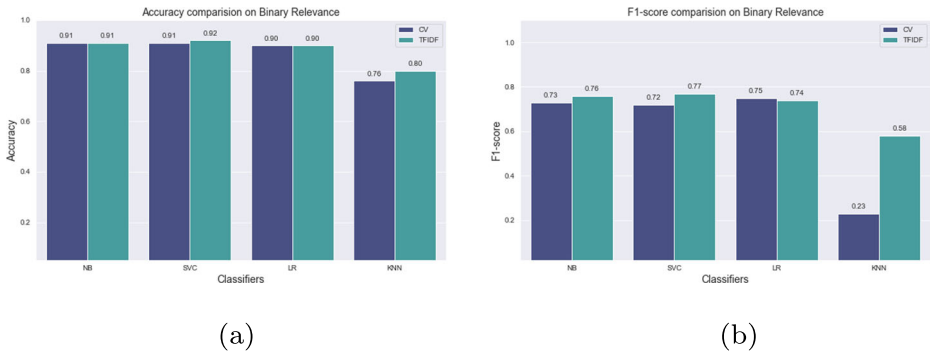 Accuracy comparision on Binary Relevance
CV
TFIDF
Accuracy
1.0
0.8
0.6
0.4
0.2
0.91
0.91
0.91
0.92
0.90
0.90
0.76
0.80
NB
SVC
LR
KNN
Classifiers
(a)
F1-score comparision on Binary Relevance
CV
TFIDF
F1-score
1.0
0.8
0.6
0.4
0.2
0.73
0.76
0.72
0.77
0.75
0.74
0.23
0.58
NB
SVC
LR
KNN
Classifiers
(b)